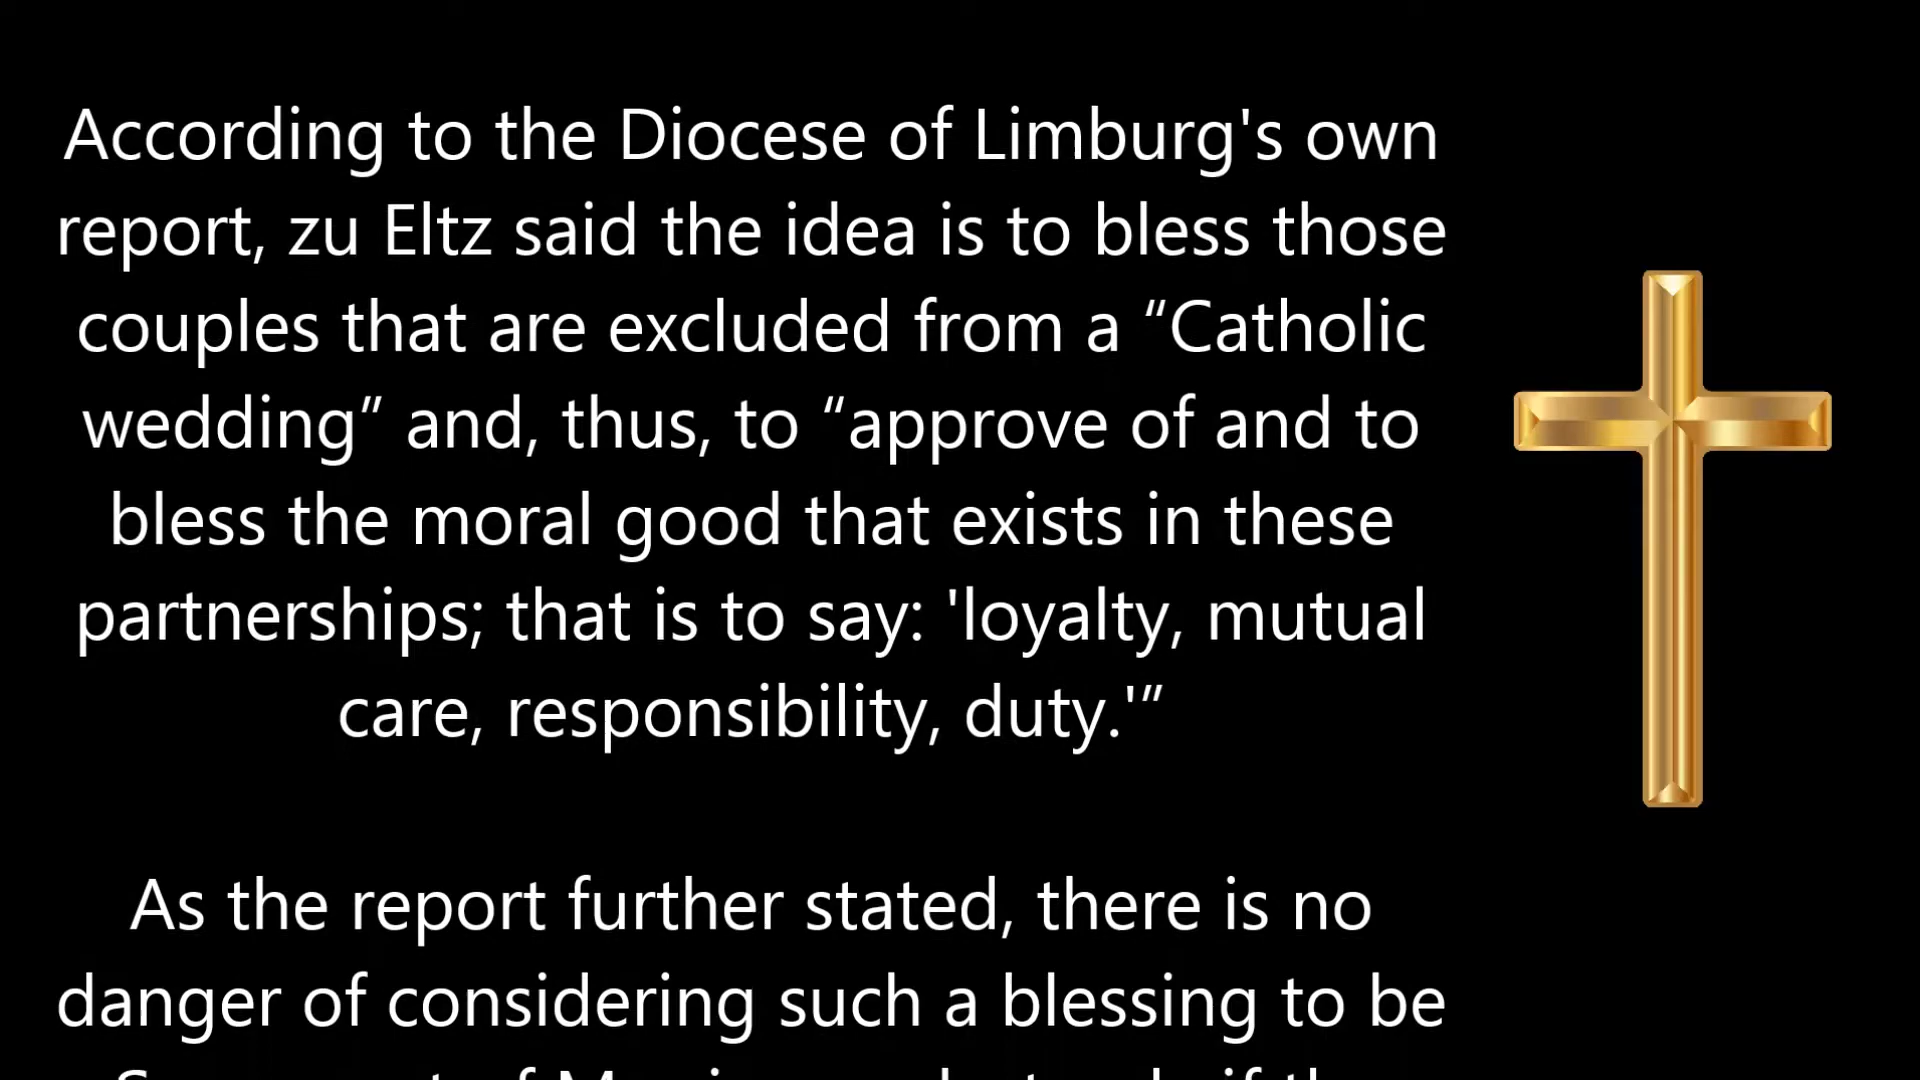 According to the Diocese of Limburg's own
report, zu Eltz said the idea is to bless those
couples that are excluded from a “Catholic
wedding” and, thus, to “approve of and to
bless the moral good that exists in these
partnerships; that is to say: 'loyalty, mutual
care, responsibility, duty.'”
As the report further stated, there is no
danger of considering such a blessing to be